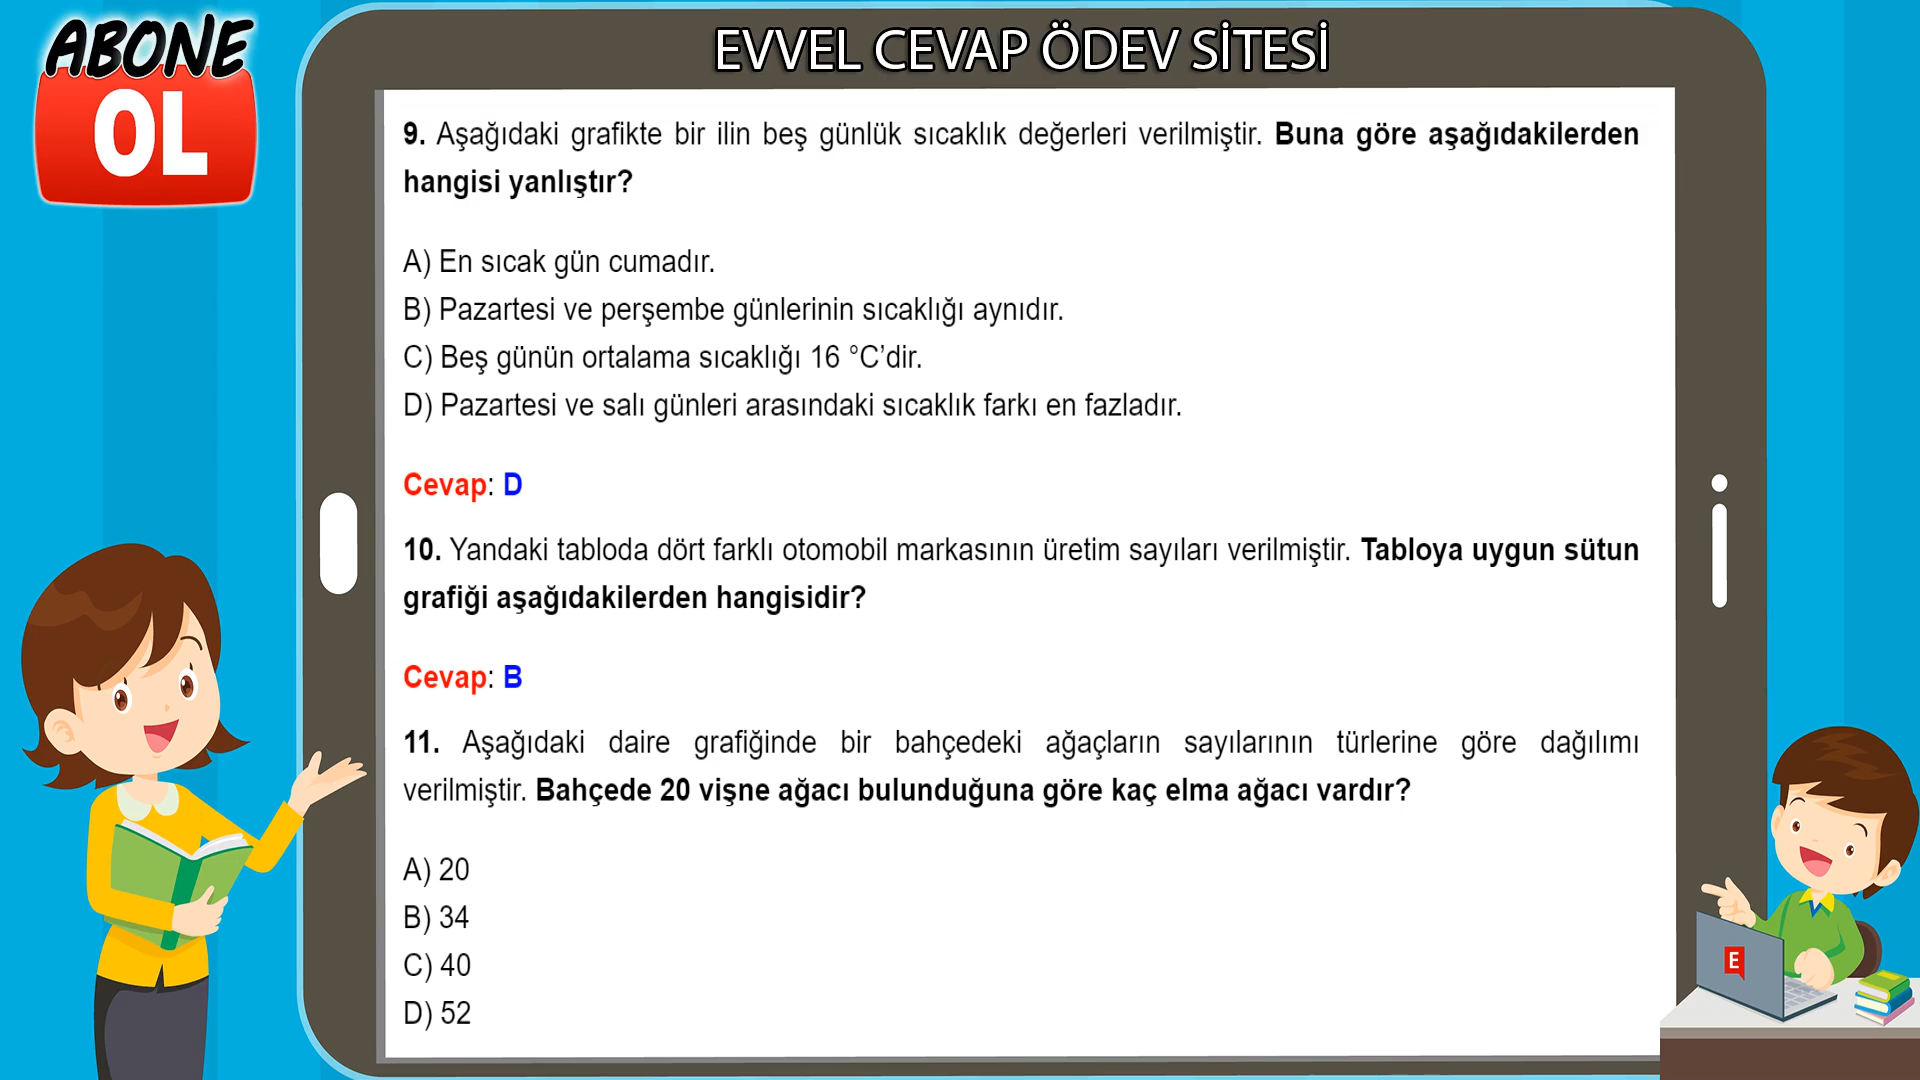 ABONE
OL
EVVEL CEVAP ÖDEV SİTESİ
9. Aşağıdaki grafikte bir ilin beş günlük sıcaklık değerleri verilmiştir. Buna göre aşağıdakilerden
hangisi yanlıştır?
A) En sıcak gün cumadır.
B) Pazartesi ve perşembe günlerinin sıcaklığı aynıdır.
C) Beş günün ortalama sıcaklığı 16 °C’dir.
D) Pazartesi ve salı günleri arasındaki sıcaklık farkı en fazladır.
Cevap: D
10. Yandaki tabloda dört farklı otomobil markasının üretim sayıları verilmiştir. Tabloya uygun sütun
grafiği aşağıdakilerden hangisidir?
Cevap: B
11. Aşağıdaki daire grafiğinde bir bahçedeki ağaçların sayılarının türlerine göre dağılımı
verilmiştir. Bahçede 20 vişne ağacı bulunduğuna göre kaç elma ağacı vardır?
A) 20
B) 34
C) 40
D) 52
E